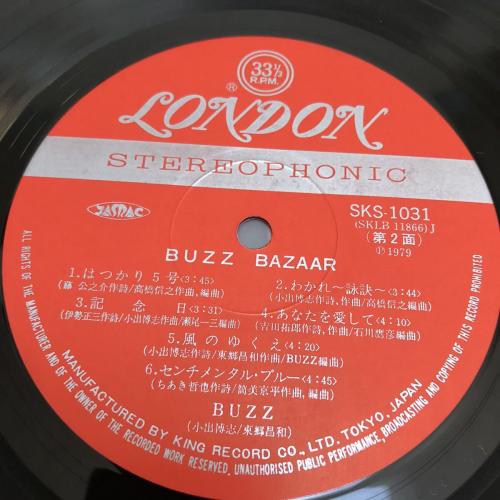 33⅓
R.P.M.
®
LONDON
STEREOPHONIC
JASRAC
SKS-1031
(SKLB 11866)J
(第2面)
Ⓟ1979
BUZZ BAZAAR
1.はつかり5号<3:45>
(藤 公之介作詩/高橋信之作曲,編曲)
2.わかれ〜詠訣〜<3:44>
(小出博志作詩,作曲/高橋信之編曲)
3.記 念 日<3:31>
(伊勢正三作詩/小出博志作曲/瀬尾一三編曲)
4.あなたを愛して<4:10>
(吉川拓郎作詩,作曲/石川鷹彦編曲)
5.風のゆくえ<4:20>
(小出博志作詩/東郷昌和作曲/BUZZ編曲)
6.センチメンタル・ブルー<4:45>
(ちあき哲也作詩/筒美京平作曲,編曲)
BUZZ
(小出博志/東郷昌和)
MANUFACTURED BY KING RECORD CO., LTD. TOKYO, JAPAN
ALL RIGHTS OF THE MANUFACTURER AND OF THE OWNER OF THE RECORDED WORK RESERVED. UNAUTHORISED PUBLIC PERFORMANCE, BROADCASTING AND COPYING OF THIS RECORD PROHIBITED